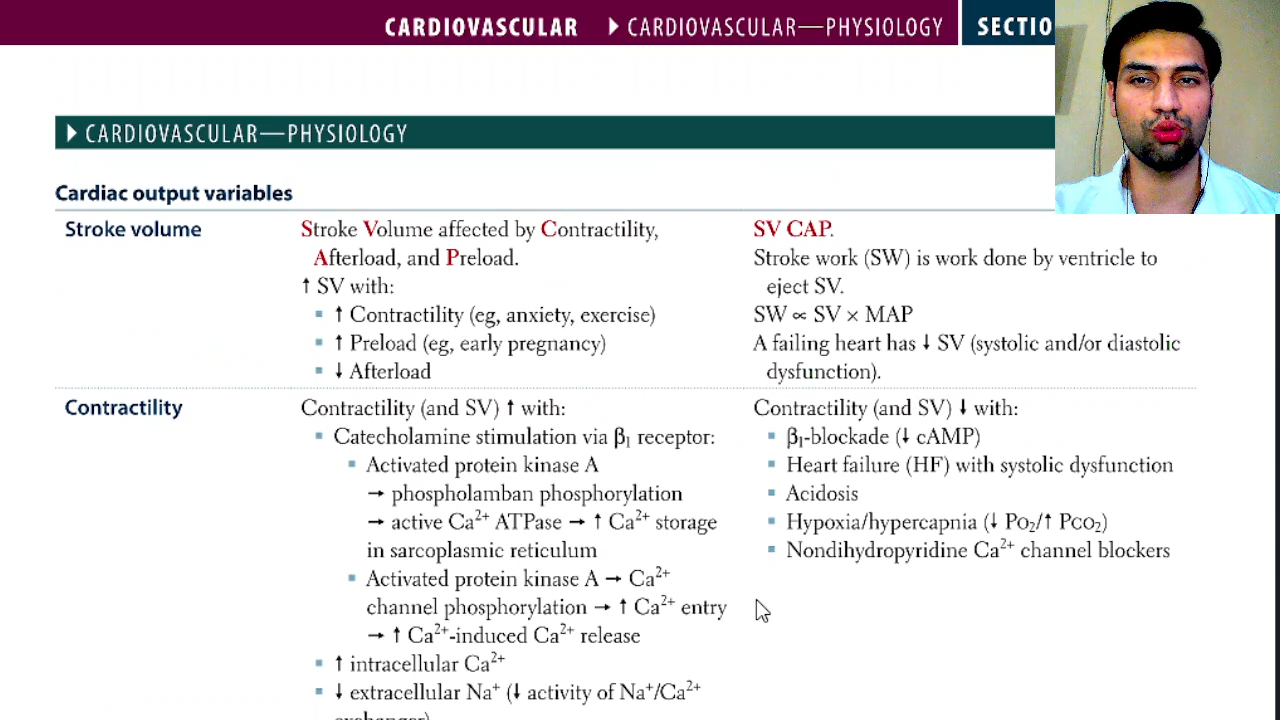 CARDIOVASCULAR ▶ CARDIOVASCULAR—PHYSIOLOGY SECTIO
▶ CARDIOVASCULAR—PHYSIOLOGY
Cardiac output variables
Stroke volume
Stroke Volume affected by Contractility,
Afterload, and Preload.
↑ SV with:
▪ ↑ Contractility (eg, anxiety, exercise)
▪ ↑ Preload (eg, early pregnancy)
▪ ↓ Afterload
SV CAP.
Stroke work (SW) is work done by ventricle to
eject SV.
SW ∝ SV × MAP
A failing heart has ↓ SV (systolic and/or diastolic
dysfunction).
Contractility
Contractility (and SV) ↑ with:
▪ Catecholamine stimulation via β₁ receptor:
▪ Activated protein kinase A
→ phospholamban phosphorylation
→ active Ca²⁺ ATPase → ↑ Ca²⁺ storage
in sarcoplasmic reticulum
▪ Activated protein kinase A → Ca²⁺
channel phosphorylation → ↑ Ca²⁺ entry
→ ↑ Ca²⁺-induced Ca²⁺ release
▪ ↑ intracellular Ca²⁺
▪ ↓ extracellular Na⁺ (↓ activity of Na⁺/Ca²⁺
exchanger)
Contractility (and SV) ↓ with:
▪ β₁-blockade (↓ cAMP)
▪ Heart failure (HF) with systolic dysfunction
▪ Acidosis
▪ Hypoxia/hypercapnia (↓ PO₂/↑ PCO₂)
▪ Nondihydropyridine Ca²⁺ channel blockers